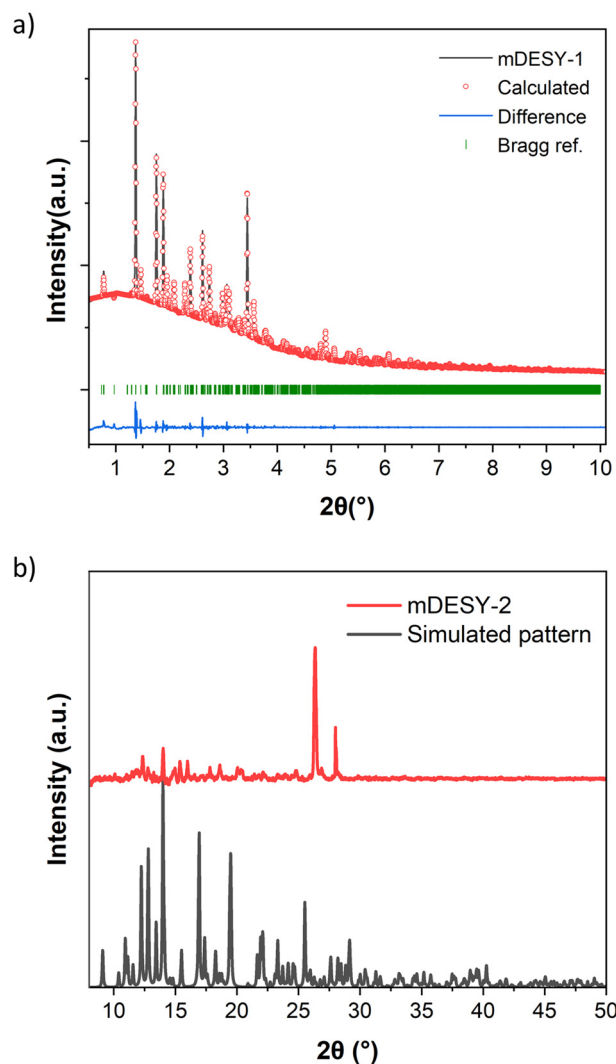 a)
mDESY-1
Calculated
Difference
Bragg ref.
Intensity(a.u.)
1 2 3 4 5 6 7 8 9 10
2θ(°)
b)
mDESY-2
Simulated pattern
Intensity (a.u.)
10 15 20 25 30 35 40 45 50
2θ (°)